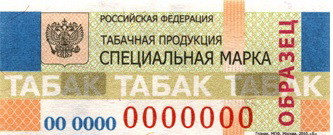 РОССИЙСКАЯ ФЕДЕРАЦИЯ
ТАБАЧНАЯ ПРОДУКЦИЯ
СПЕЦИАЛЬНАЯ МАРКА
ТАБАК ТАБАК ТАБАК
00 0000 0000000
ОБРАЗЕЦ